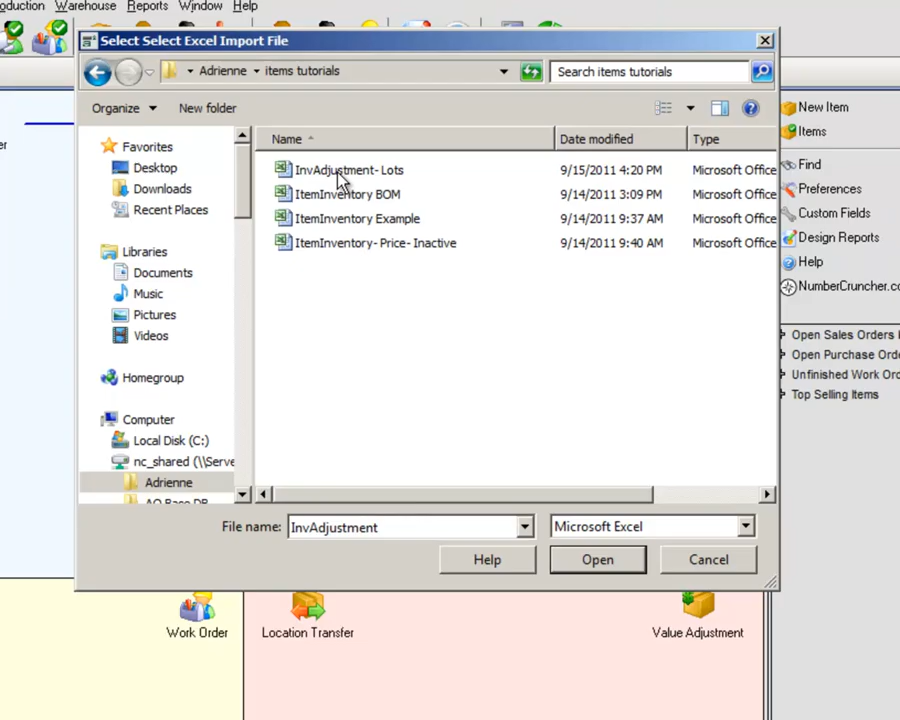 oduction Warehouse Reports Window Help
Select Select Excel Import File
Adrienne items tutorials
Search items tutorials
Organize New folder
New Item
Items
Find
Preferences
Custom Fields
Design Reports
Help
NumberCruncher.co
Open Sales Orders
Open Purchase Orde
Unfinished Work Ord
Top Selling Items
Favorites
Desktop
Downloads
Recent Places
Libraries
Documents
Music
Pictures
Videos
Homegroup
Computer
Local Disk (C:)
nc_shared (\\Serve
Adrienne
AO Base DB
Name Date modified Type
InvAdjustment- Lots 9/15/2011 4:20 PM Microsoft Office
ItemInventory BOM 9/14/2011 3:09 PM Microsoft Office
ItemInventory Example 9/14/2011 9:37 AM Microsoft Office
ItemInventory- Price- Inactive 9/14/2011 9:40 AM Microsoft Office
File name: InvAdjustment Microsoft Excel
Help Open Cancel
Work Order
Location Transfer
Value Adjustment